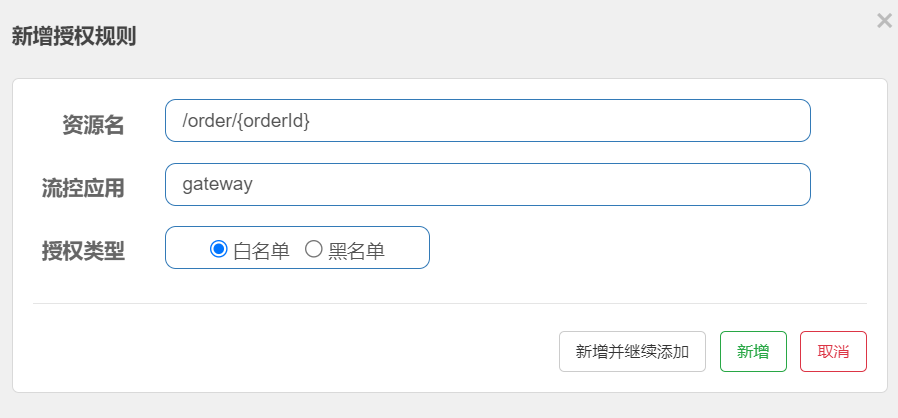 新增授权规则
×
资源名 /order/{orderId}
流控应用 gateway
授权类型 白名单 黑名单
新增并继续添加 新增 取消